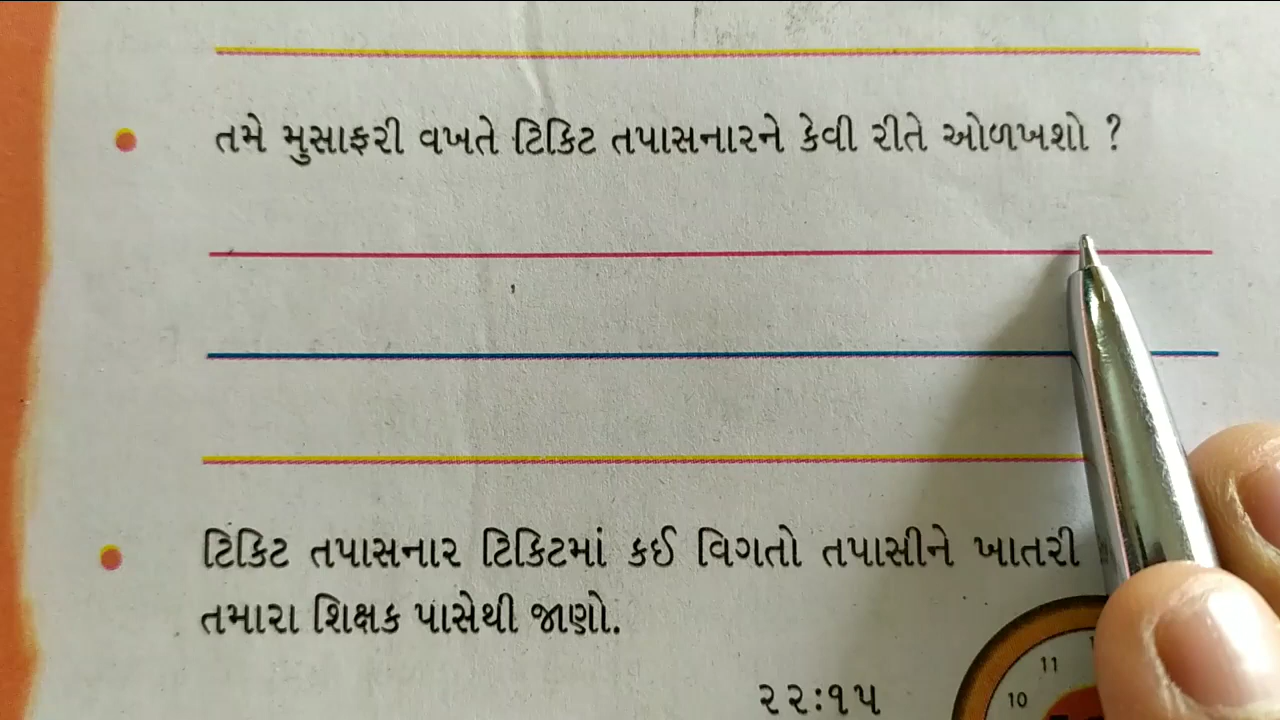 તમે મુસાફરી વખતે ટિકિટ તપાસનારને કેવી રીતે ઓળખશો ?
ટિકિટ તપાસનાર ટિકિટમાં કઈ વિગતો તપાસીને ખાતરી
તમારા શિક્ષક પાસેથી જાણો.
૨૨:૧૫
11
10